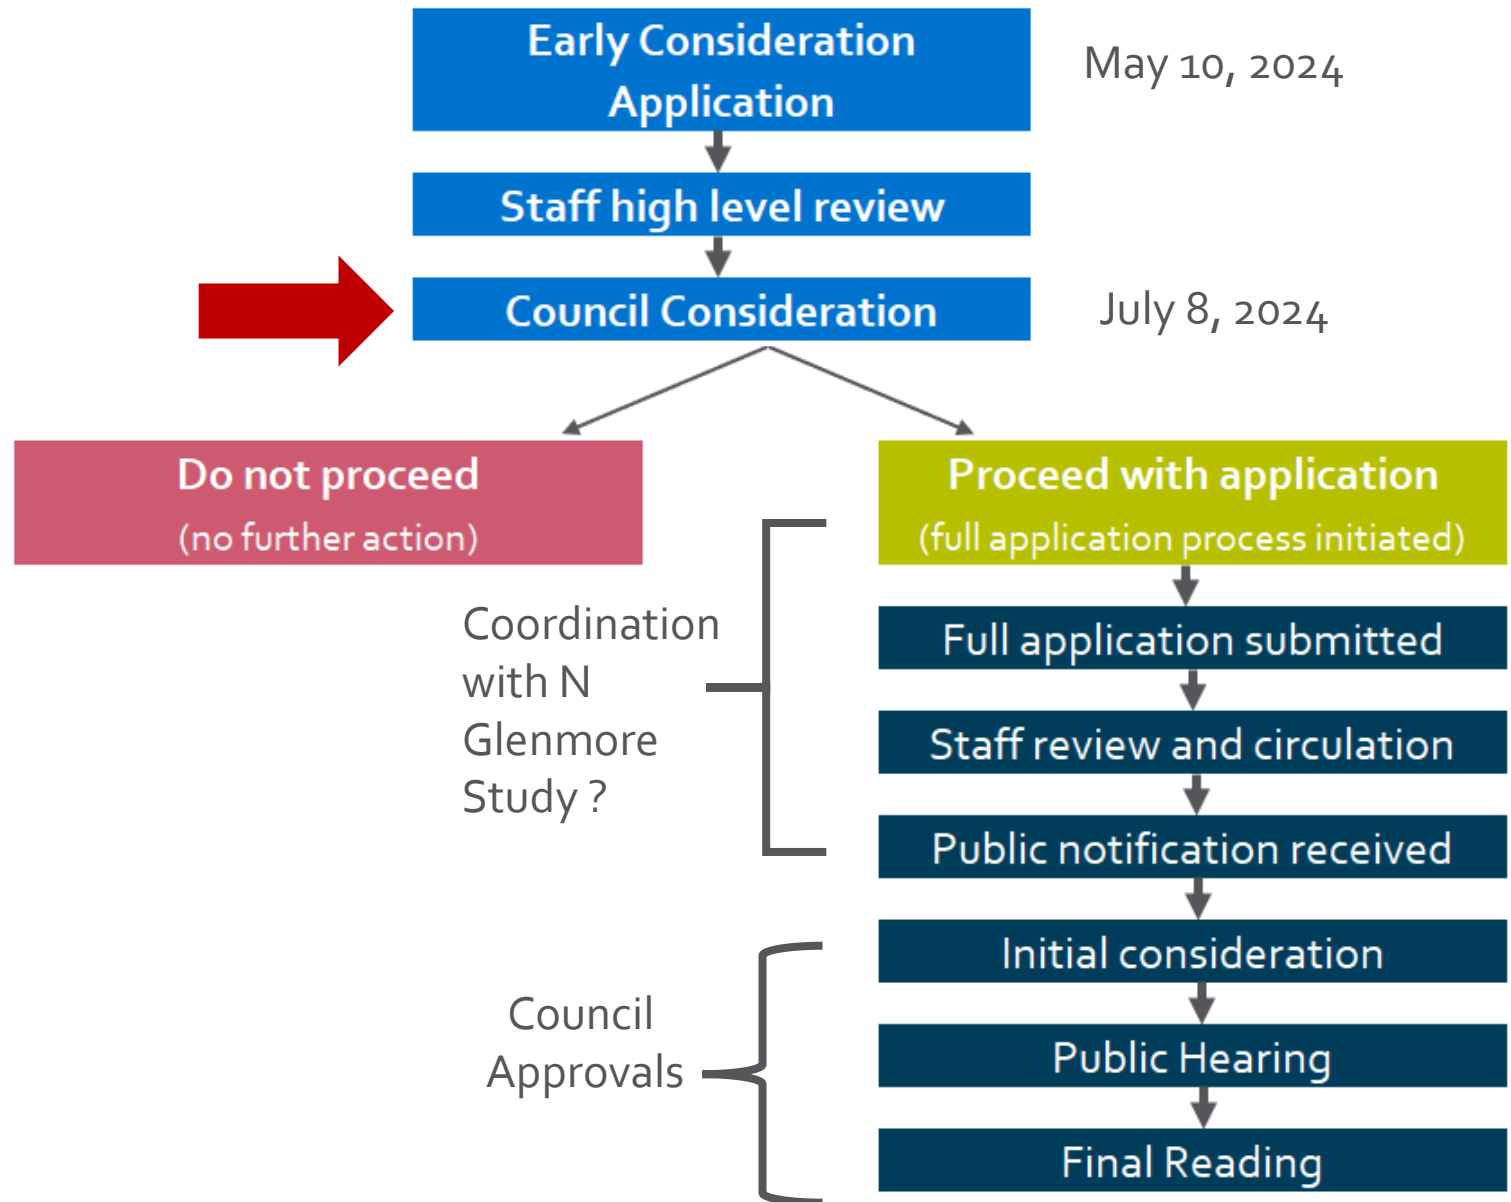 Early Consideration
Application
May 10, 2024
Staff high level review
Council Consideration
July 8, 2024
Do not proceed
(no further action)
Proceed with application
(full application process initiated)
Coordination
with N
Glenmore
Study ?
Full application submitted
Staff review and circulation
Public notification received
Council
Approvals
Initial consideration
Public Hearing
Final Reading